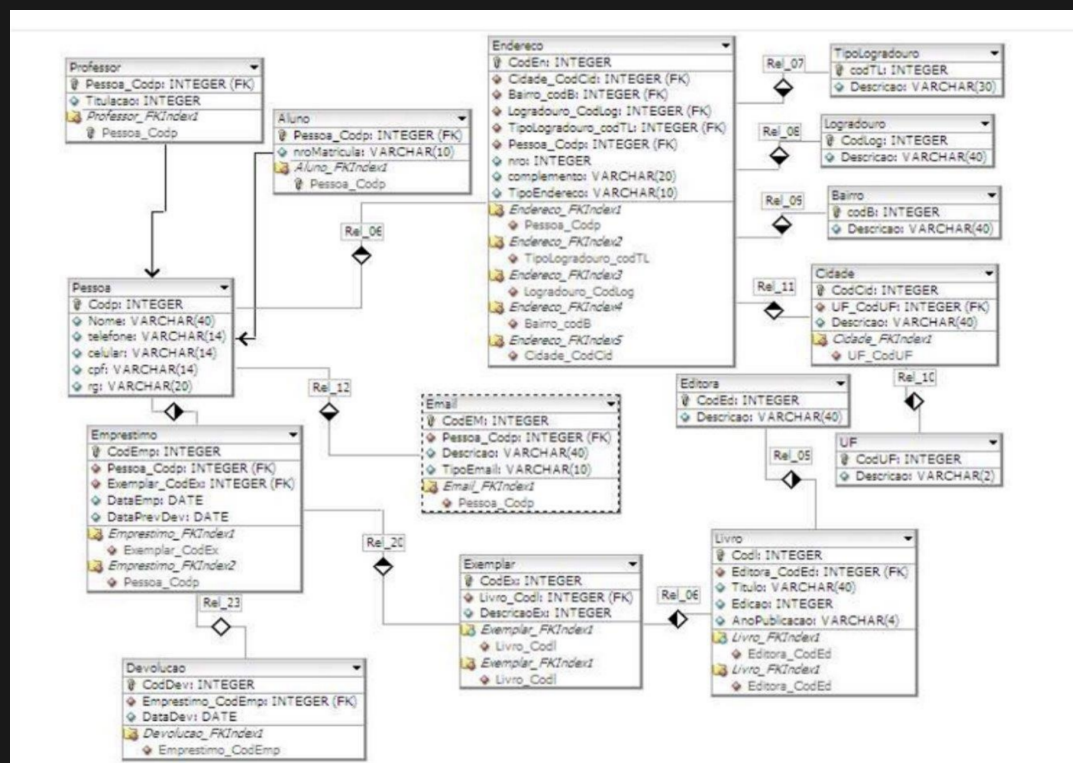 Professor
Pessoa_Codp: INTEGER (FK)
Titulacao: INTEGER
Professor_FKIndex1
Pessoa_Codp
Aluno
Pessoa_Codp: INTEGER (FK)
nroMatricula: VARCHAR(10)
Aluno_FKIndex1
Pessoa_Codp
Endereco
CodEn: INTEGER
Cidade_CodCid: INTEGER (FK)
Bairro_codB: INTEGER (FK)
Logradouro_CodLog: INTEGER (FK)
TipoLogradouro_codTL: INTEGER (FK)
Pessoa_Codp: INTEGER (FK)
nro: INTEGER
complemento: VARCHAR(20)
TipoEndereco: VARCHAR(10)
Endereco_FKIndex1
Pessoa_Codp
Endereco_FKIndex2
TipoLogradouro_codTL
Endereco_FKIndex3
Logradouro_CodLog
Endereco_FKIndex4
Bairro_codB
Endereco_FKIndex5
Cidade_CodCid
Rel_07
TipoLogradouro
codTL: INTEGER
Descricao: VARCHAR(30)
Rel_08
Logradouro
CodLog: INTEGER
Descricao: VARCHAR(40)
Rel_09
Bairro
codB: INTEGER
Descricao: VARCHAR(40)
Rel_11
Cidade
CodCid: INTEGER
UF_CodUF: INTEGER (FK)
Descricao: VARCHAR(40)
Cidade_FKIndex1
UF_CodUF
Rel_10
UF
CodUF: INTEGER
Descricao: VARCHAR(2)
Rel_06
Pessoa
Codp: INTEGER
Nome: VARCHAR(40)
telefone: VARCHAR(14)
celular: VARCHAR(14)
cpf: VARCHAR(14)
rg: VARCHAR(20)
Rel_12
Email
CodEM: INTEGER
Pessoa_Codp: INTEGER (FK)
Descricao: VARCHAR(40)
TipoEmail: VARCHAR(10)
Email_FKIndex1
Pessoa_Codp
Editora
CodEd: INTEGER
Descricao: VARCHAR(40)
Rel_05
Emprestimo
CodEmp: INTEGER
Pessoa_Codp: INTEGER (FK)
Exemplar_CodEx: INTEGER (FK)
DataEmp: DATE
DataPrevDev: DATE
Emprestimo_FKIndex1
Exemplar_CodEx
Emprestimo_FKIndex2
Pessoa_Codp
Rel_20
Exemplar
CodEx: INTEGER
Livro_Codl: INTEGER (FK)
DescricaoEx: INTEGER
Exemplar_FKIndex1
Livro_Codl
Exemplar_FKIndex1
Livro_Codl
Rel_06
Livro
Codl: INTEGER
Editora_CodEd: INTEGER (FK)
Titulo: VARCHAR(40)
Edicao: INTEGER
AnoPublicacao: VARCHAR(4)
Livro_FKIndex1
Editora_CodEd
Livro_FKIndex1
Editora_CodEd
Rel_23
Devolucao
CodDev: INTEGER
Emprestimo_CodEmp: INTEGER (FK)
DataDev: DATE
Devolucao_FKIndex1
Emprestimo_CodEmp